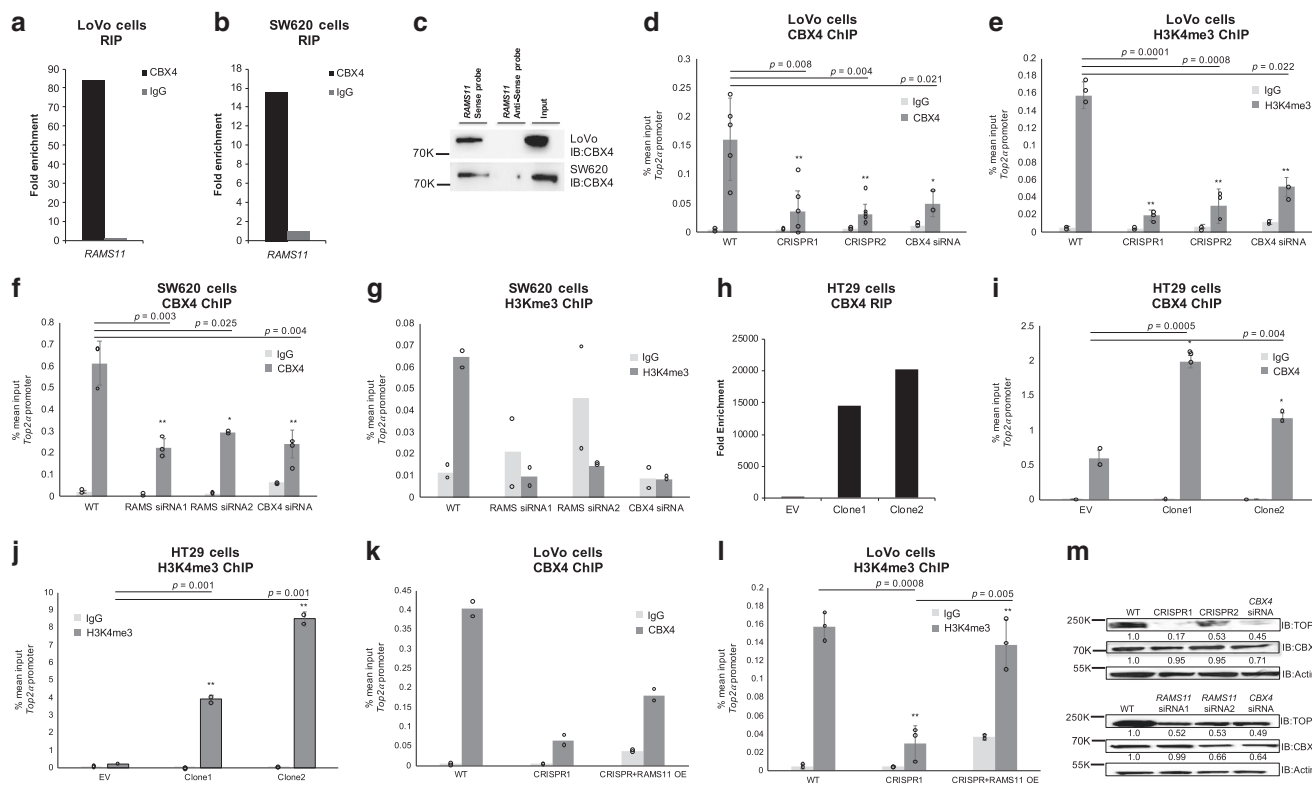 a
LoVo cells
RIP
90
80
70
60
50
40
30
20
10
0
Fold enrichment
CBX4
IgG
RAMS11
b
SW620 cells
RIP
18
16
14
12
10
8
6
4
2
0
Fold enrichment
CBX4
IgG
RAMS11
c
RAMS11
Sense probe
RAMS11
Anti-Sense probe
Input
70K
LoVo
IB:CBX4
70K
SW620
IB:CBX4
d
LoVo cells
CBX4 ChIP
0.3
0.25
0.2
0.15
0.1
0.05
0
% mean input
Top2α promoter
p = 0.008
p = 0.004
p = 0.021
IgG
CBX4
**
**
*
WT CRISPR1 CRISPR2 CBX4 siRNA
e
LoVo cells
H3K4me3 ChIP
0.2
0.18
0.16
0.14
0.12
0.1
0.08
0.06
0.04
0.02
0
% mean input
Top2α promoter
p = 0.0001
p = 0.0008
p = 0.022
IgG
H3K4me3
**
**
**
WT CRISPR1 CRISPR2 CBX4 siRNA
f
SW620 cells
CBX4 ChIP
0.8
0.7
0.6
0.5
0.4
0.3
0.2
0.1
0
% mean input
Top2α promoter
p = 0.003
p = 0.025
p = 0.004
IgG
CBX4
**
*
**
WT RAMS siRNA1 RAMS siRNA2 CBX4 siRNA
g
SW620 cells
H3Kme3 ChIP
0.08
0.07
0.06
0.05
0.04
0.03
0.02
0.01
0
% mean input
Top2α promoter
IgG
H3K4me3
WT RAMS siRNA1 RAMS siRNA2 CBX4 siRNA
h
HT29 cells
CBX4 RIP
25000
20000
15000
10000
5000
0
Fold Enrichment
EV Clone1 Clone2
i
HT29 cells
CBX4 ChIP
2.5
2
1.5
1
0.5
0
% mean input
Top2α promoter
p = 0.0005
p = 0.004
IgG
CBX4
*
*
EV Clone1 Clone2
j
HT29 cells
H3K4me3 ChIP
10
9
8
7
6
5
4
3
2
1
0
% mean input
Top2α promoter
p = 0.001
p = 0.001
IgG
H3K4me3
**
**
EV Clone1 Clone2
k
LoVo cells
CBX4 ChIP
0.45
0.4
0.35
0.3
0.25
0.2
0.15
0.1
0.05
0
% mean input
Top2α promoter
IgG
CBX4
WT CRISPR1 CRISPR+RAMS11 OE
l
LoVo cells
H3K4me3 ChIP
0.2
0.18
0.16
0.14
0.12
0.1
0.08
0.06
0.04
0.02
0
% mean input
Top2α promoter
p = 0.0008
p = 0.005
IgG
H3K4me3
**
**
WT CRISPR1 CRISPR+RAMS11 OE
m
WT CRISPR1 CRISPR2 CBX4
siRNA
250K
IB:TOP
1.0 0.17 0.53 0.45
70K
IB:CBX
1.0 0.95 0.95 0.71
55K
IB:Actin
WT RAMS11
siRNA1 RAMS11
siRNA2 CBX4
siRNA
250K
IB:TOP
1.0 0.52 0.53 0.49
70K
IB:CBX
1.0 0.99 0.66 0.64
55K
IB:Actin